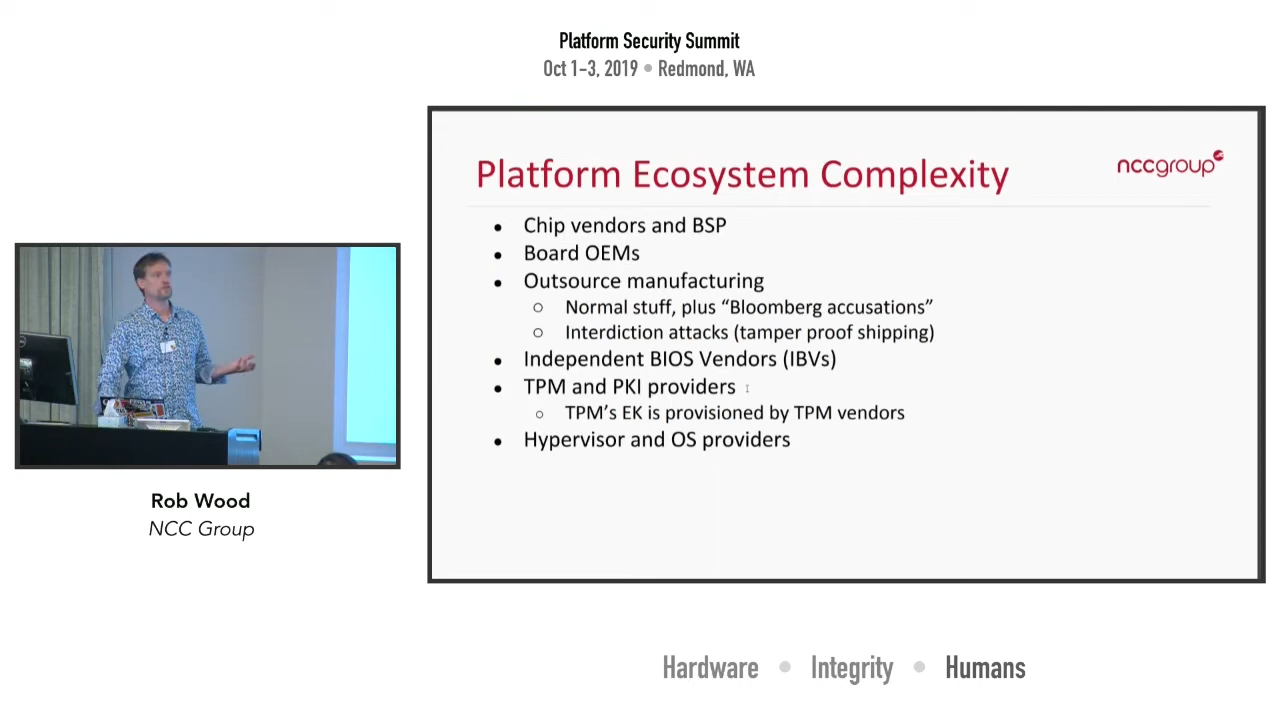 Platform Security Summit
Oct 1-3, 2019 • Redmond, WA
Platform Ecosystem Complexity
nccgroup
• Chip vendors and BSP
• Board OEMs
• Outsource manufacturing
○ Normal stuff, plus “Bloomberg accusations”
○ Interdiction attacks (tamper proof shipping)
• Independent BIOS Vendors (IBVs)
• TPM and PKI providers
○ TPM’s EK is provisioned by TPM vendors
• Hypervisor and OS providers
Rob Wood
NCC Group
Hardware • Integrity • Humans